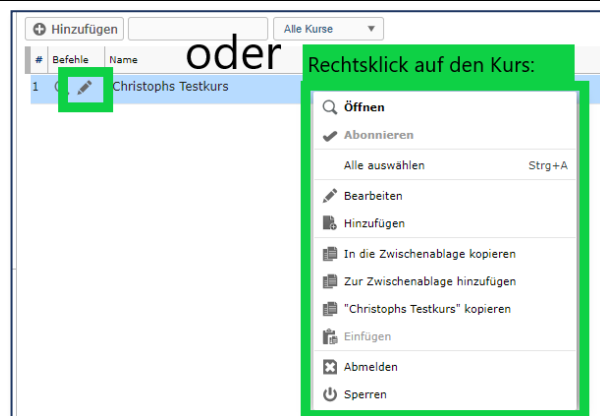 Hinzufügen
Alle Kurse
oder
# Befehle Name
Rechtsklick auf den Kurs:
1 Christophs Testkurs
Öffnen
Abonnieren
Alle auswählen Strg+A
Bearbeiten
Hinzufügen
In die Zwischenablage kopieren
Zur Zwischenablage hinzufügen
"Christophs Testkurs" kopieren
Einfügen
Abmelden
Sperren